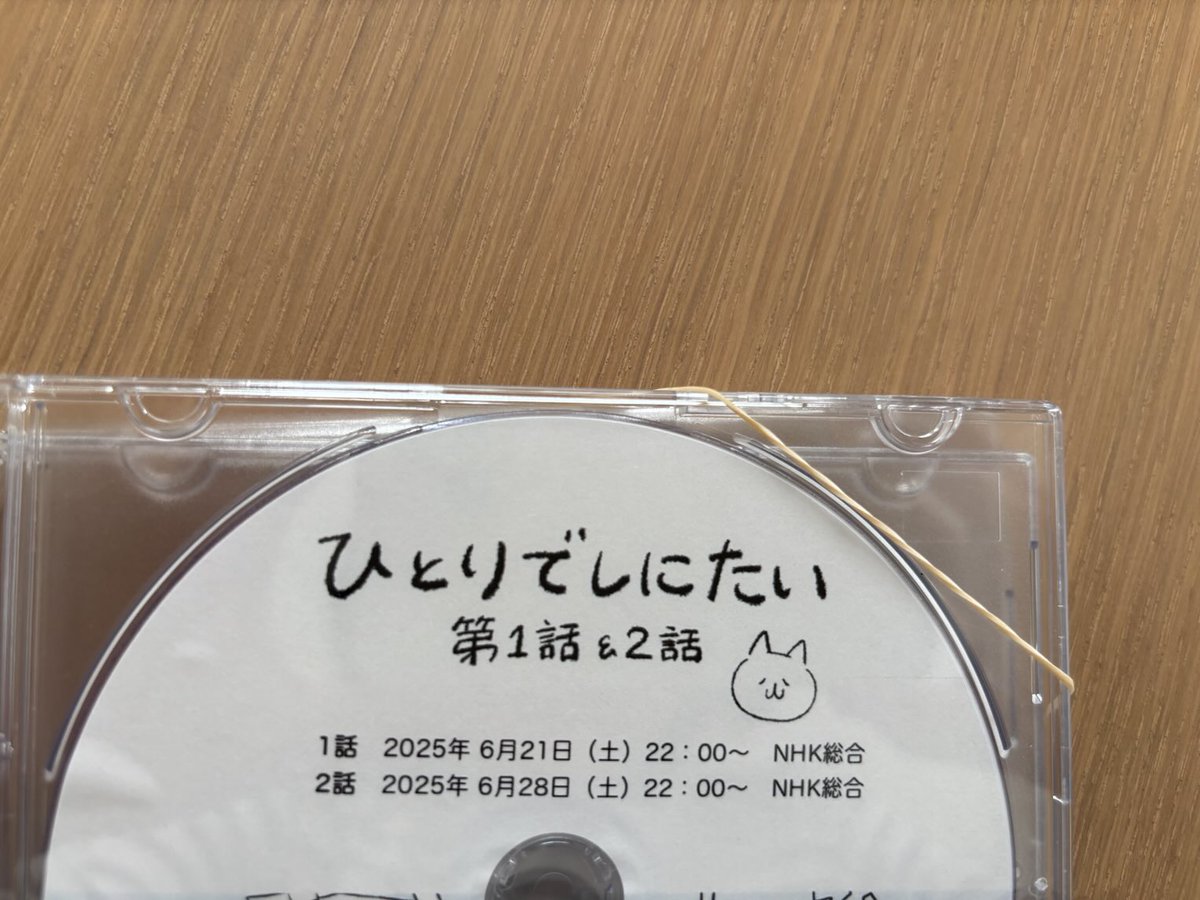 ひとりでしにたい
第1話&2話
1話 2025年 6月21日（土）22：00〜 NHK総合
2話 2025年 6月28日（土）22：00〜 NHK総合